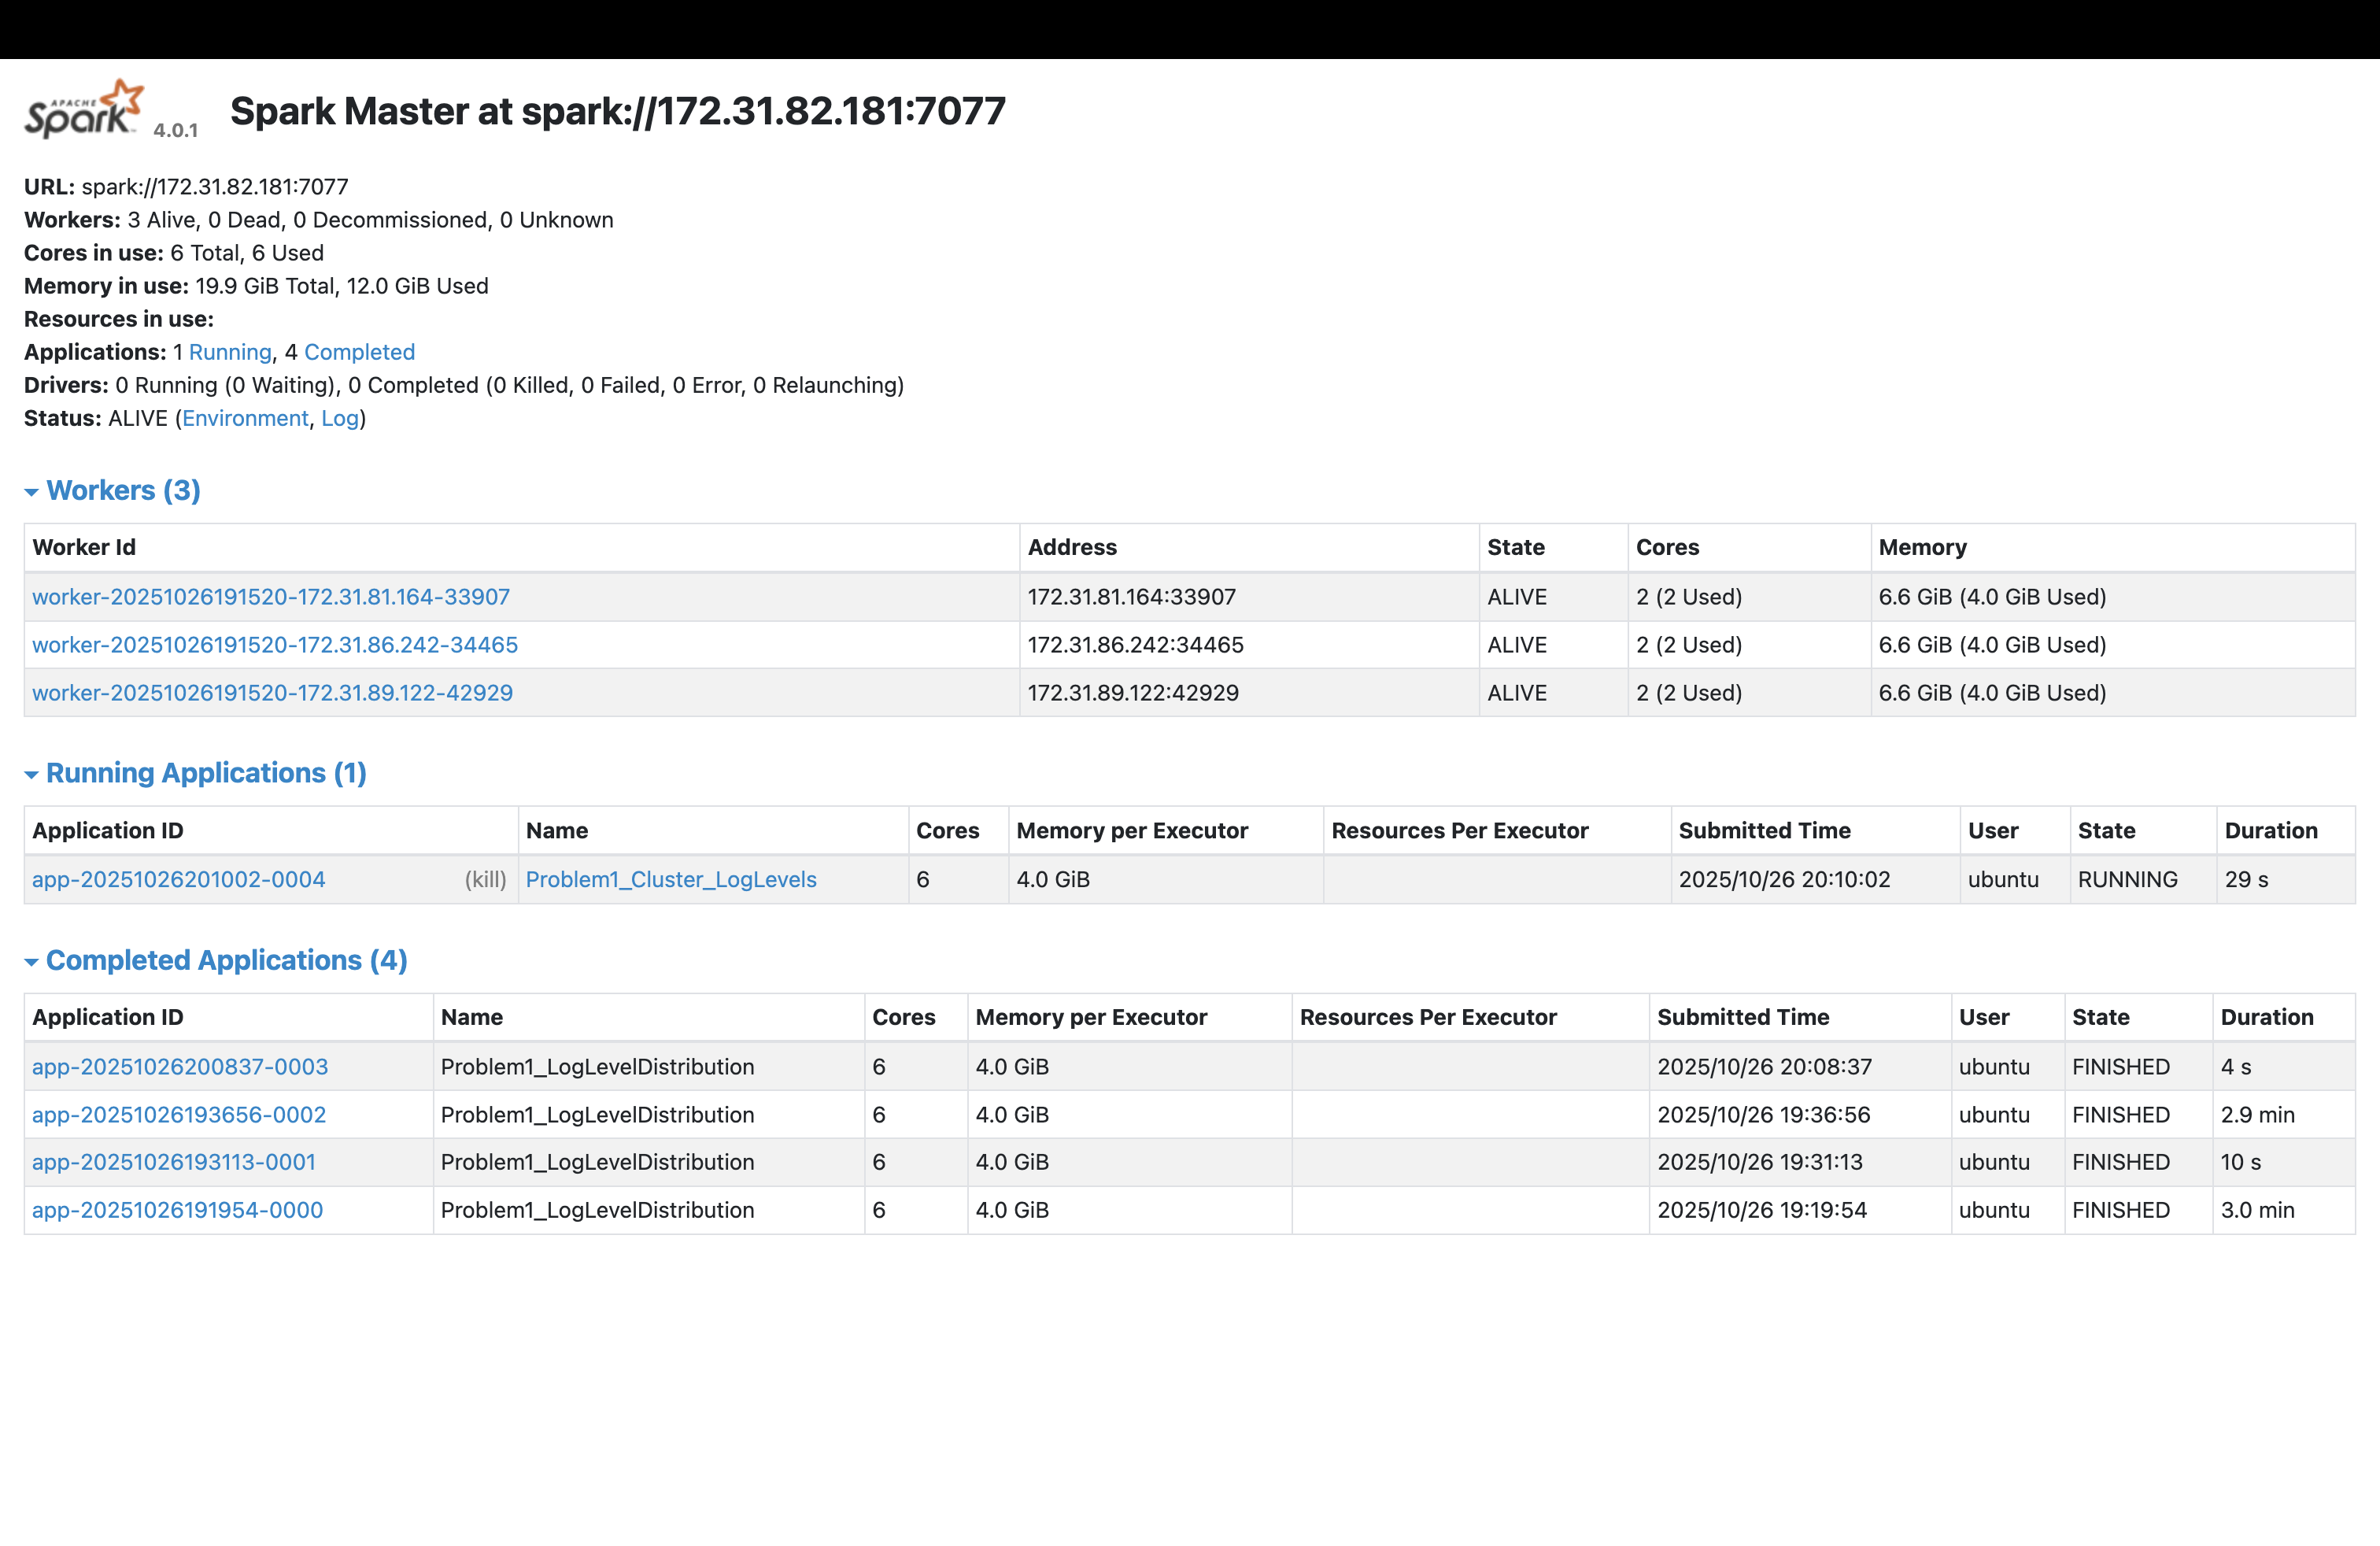 APACHE Spark 4.0.1 Spark Master at spark://172.31.82.181:7077
URL: spark://172.31.82.181:7077
Workers: 3 Alive, 0 Dead, 0 Decommissioned, 0 Unknown
Cores in use: 6 Total, 6 Used
Memory in use: 19.9 GiB Total, 12.0 GiB Used
Resources in use:
Applications: 1 Running, 4 Completed
Drivers: 0 Running (0 Waiting), 0 Completed (0 Killed, 0 Failed, 0 Error, 0 Relaunching)
Status: ALIVE (Environment, Log)
Workers (3)
Worker Id Address State Cores Memory
worker-20251026191520-172.31.81.164-33907 172.31.81.164:33907 ALIVE 2 (2 Used) 6.6 GiB (4.0 GiB Used)
worker-20251026191520-172.31.86.242-34465 172.31.86.242:34465 ALIVE 2 (2 Used) 6.6 GiB (4.0 GiB Used)
worker-20251026191520-172.31.89.122-42929 172.31.89.122:42929 ALIVE 2 (2 Used) 6.6 GiB (4.0 GiB Used)
Running Applications (1)
Application ID Name Cores Memory per Executor Resources Per Executor Submitted Time User State Duration
app-20251026201002-0004 (kill) Problem1_Cluster_LogLevels 6 4.0 GiB 2025/10/26 20:10:02 ubuntu RUNNING 29 s
Completed Applications (4)
Application ID Name Cores Memory per Executor Resources Per Executor Submitted Time User State Duration
app-20251026200837-0003 Problem1_LogLevelDistribution 6 4.0 GiB 2025/10/26 20:08:37 ubuntu FINISHED 4 s
app-20251026193656-0002 Problem1_LogLevelDistribution 6 4.0 GiB 2025/10/26 19:36:56 ubuntu FINISHED 2.9 min
app-20251026193113-0001 Problem1_LogLevelDistribution 6 4.0 GiB 2025/10/26 19:31:13 ubuntu FINISHED 10 s
app-20251026191954-0000 Problem1_LogLevelDistribution 6 4.0 GiB 2025/10/26 19:19:54 ubuntu FINISHED 3.0 min